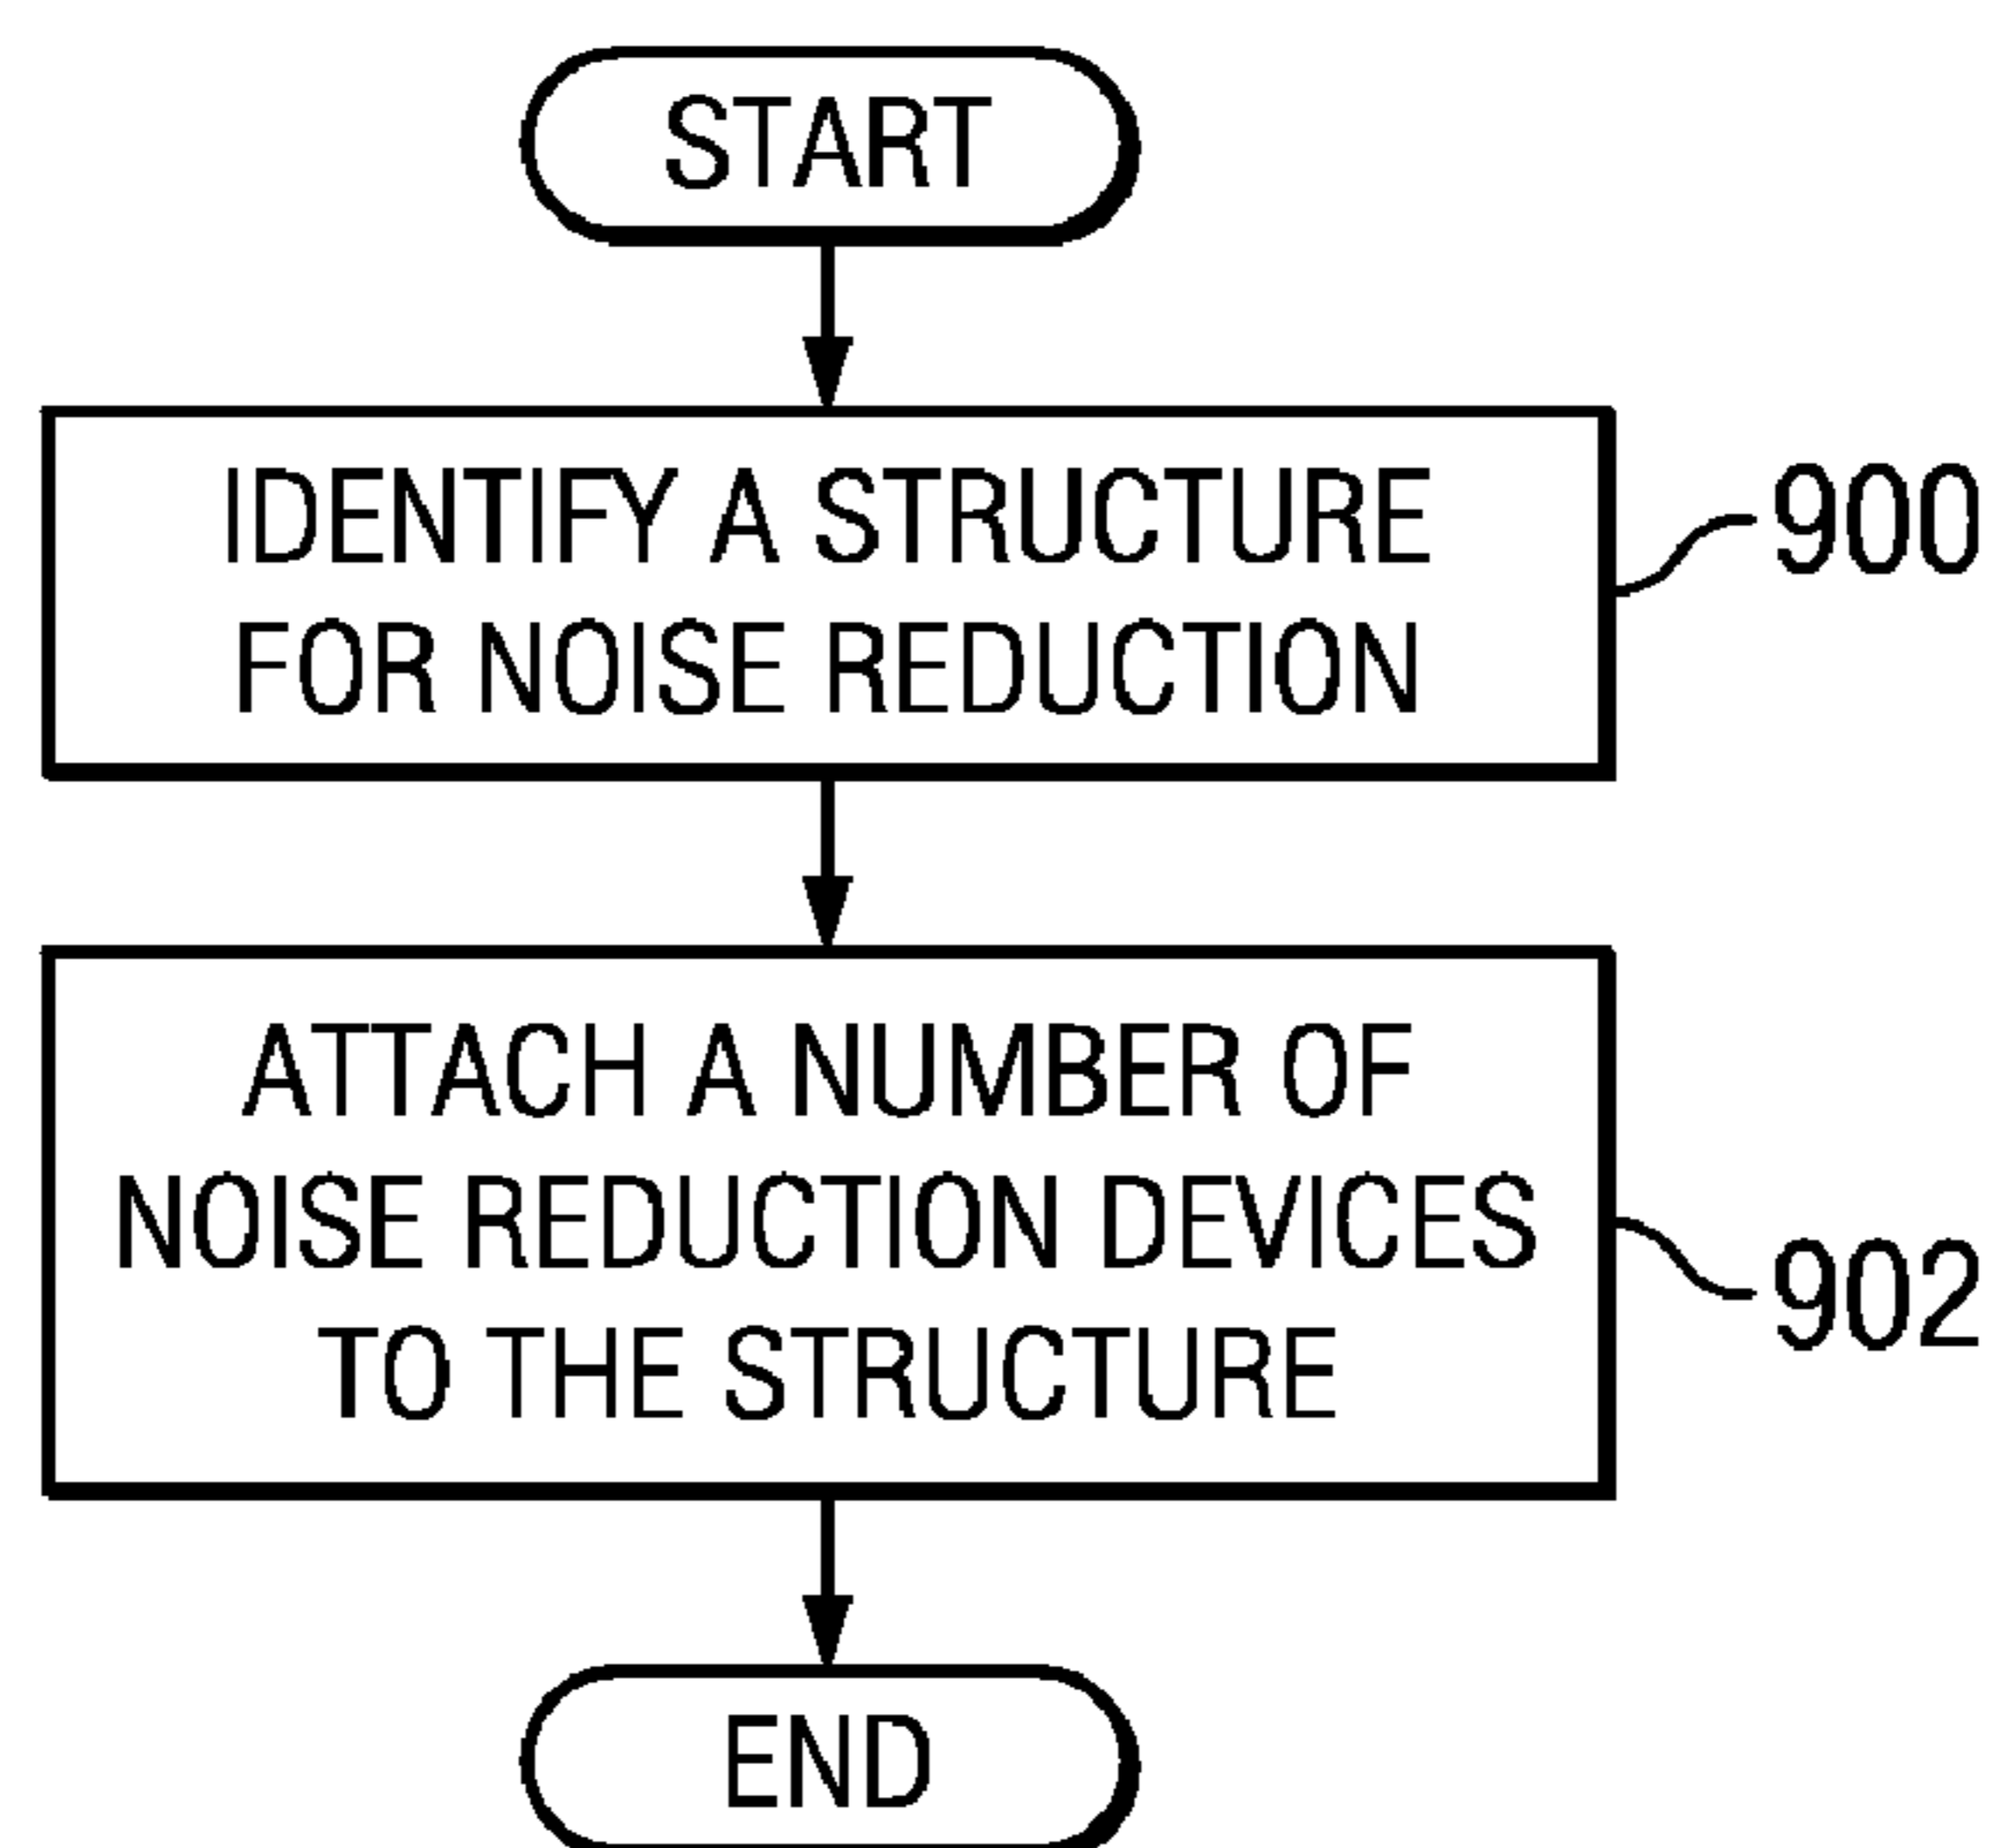 START
IDENTIFY A STRUCTURE
FOR NOISE REDUCTION
900
ATTACH A NUMBER OF
NOISE REDUCTION DEVICES
TO THE STRUCTURE
902
END